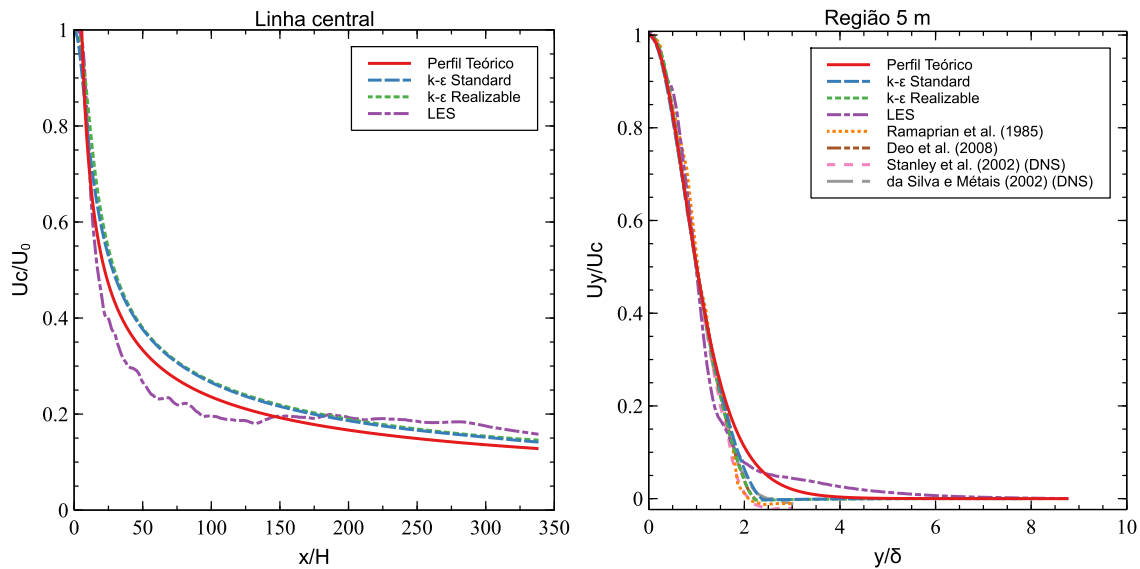 Linha central
Perfil Teórico
k-ε Standard
k-ε Realizable
LES
1
0.8
0.6
0.4
0.2
0
Uc/U0
0 50 100 150 200 250 300 350
x/H
Região 5 m
Perfil Teórico
k-ε Standard
k-ε Realizable
LES
Ramaprian et al. (1985)
Deo et al. (2008)
Stanley et al. (2002) (DNS)
da Silva e Métais (2002) (DNS)
1
0.8
0.6
0.4
0.2
0
Uy/Uc
0 2 4 6 8 10
y/δ